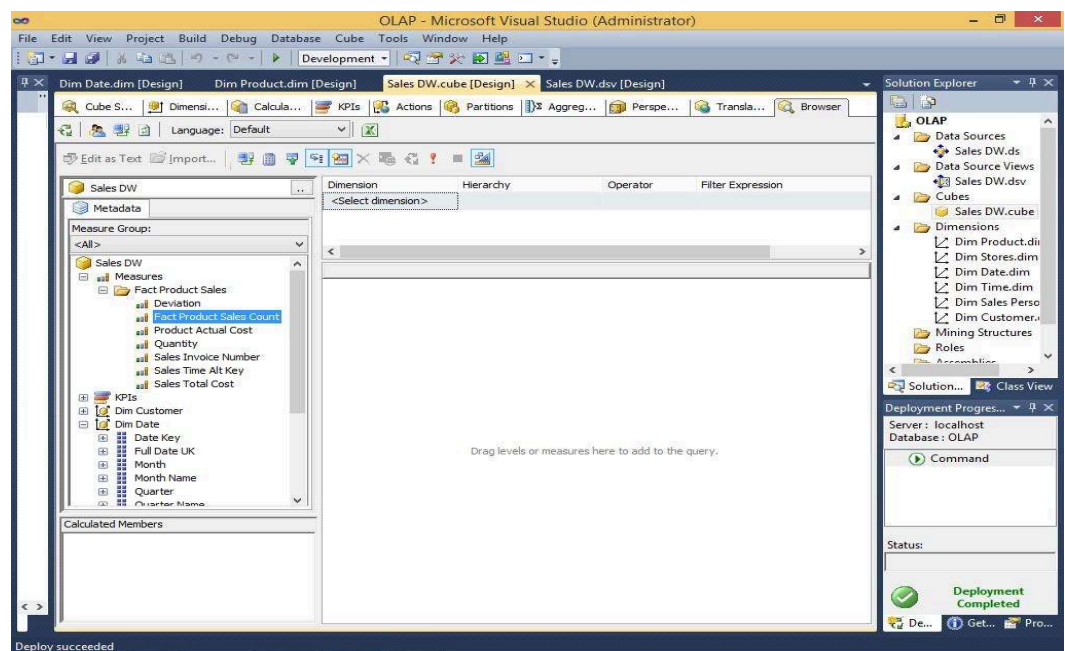 OLAP - Microsoft Visual Studio (Administrator)
File Edit View Project Build Debug Database Cube Tools Window Help
Development
Dim Date.dim [Design] Dim Product.dim [Design] Sales DW.cube [Design] Sales DW.dsv [Design]
Cube S... Dimensi... Calcula... KPIs Actions Partitions Aggreg... Perspe... Transla... Browser
Language: Default
Edit as Text Import...
Sales DW ..
Metadata
Measure Group:
<All>
Sales DW
Measures
Fact Product Sales
Deviation
Fact Product Sales Count
Product Actual Cost
Quantity
Sales Invoice Number
Sales Time Alt Key
Sales Total Cost
KPIs
Dim Customer
Dim Date
Date Key
Full Date UK
Month
Month Name
Quarter
Quarter Name
Calculated Members
Dimension Hierarchy Operator Filter Expression
<Select dimension>
Drag levels or measures here to add to the query.
Solution Explorer
OLAP
Data Sources
Sales DW.ds
Data Source Views
Sales DW.dsv
Cubes
Sales DW.cube
Dimensions
Dim Product.di
Dim Stores.dim
Dim Date.dim
Dim Time.dim
Dim Sales Perso
Dim Customer.
Mining Structures
Roles
Assemblies
Solution... Class View
Deployment Progres...
Server : localhost
Database : OLAP
Command
Status:
Deployment
Completed
De... Get... Pro...
Deploy succeeded